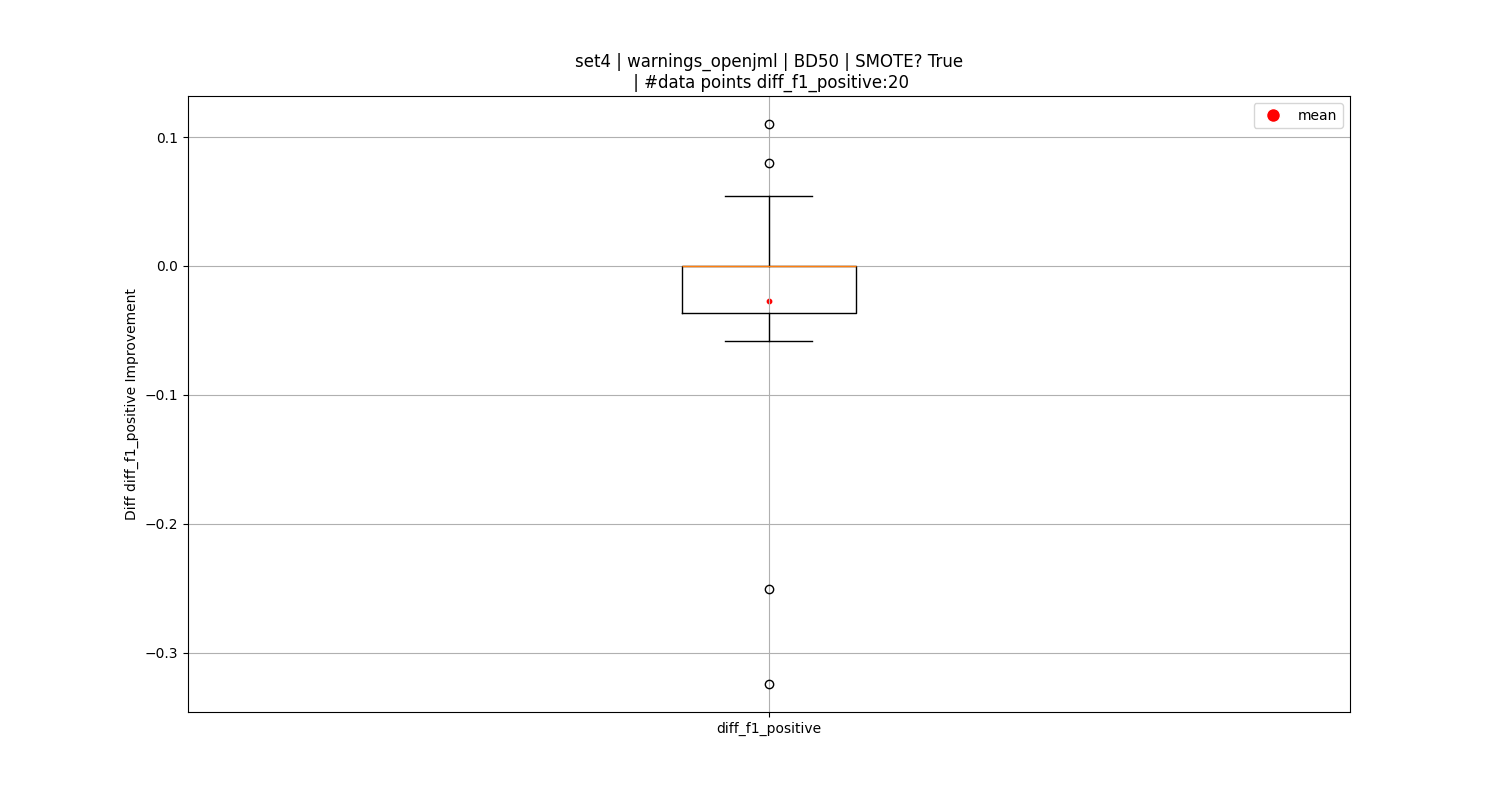 set4 | warnings_openjml | BD50 | SMOTE? True
| #data points diff_f1_positive:20
mean
0.1
0.0
−0.1
−0.2
−0.3
Diff diff_f1_positive Improvement
diff_f1_positive